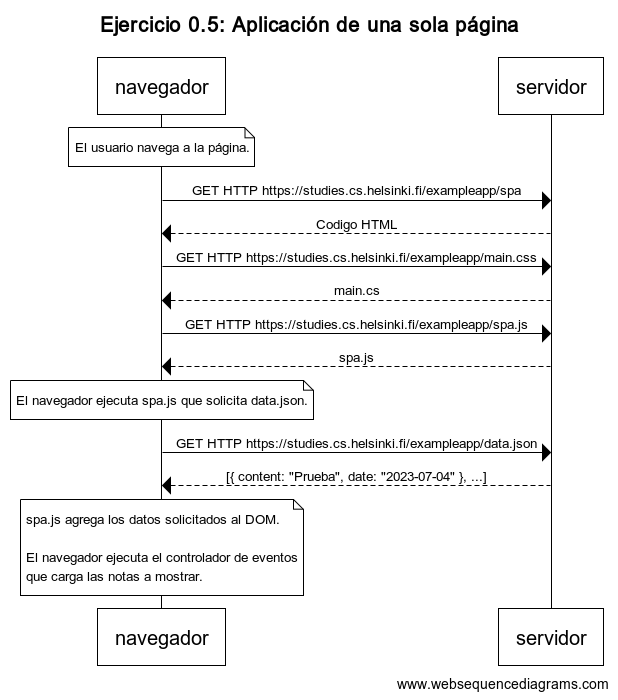 Ejercicio 0.5: Aplicación de una sola página
navegador
servidor
El usuario navega a la página.
GET HTTP https://studies.cs.helsinki.fi/exampleapp/spa
Codigo HTML
GET HTTP https://studies.cs.helsinki.fi/exampleapp/main.css
main.cs
GET HTTP https://studies.cs.helsinki.fi/exampleapp/spa.js
spa.js
El navegador ejecuta spa.js que solicita data.json.
GET HTTP https://studies.cs.helsinki.fi/exampleapp/data.json
[{ content: "Prueba", date: "2023-07-04" }, ...]
spa.js agrega los datos solicitados al DOM.
El navegador ejecuta el controlador de eventos
que carga las notas a mostrar.
navegador
servidor
www.websequencediagrams.com